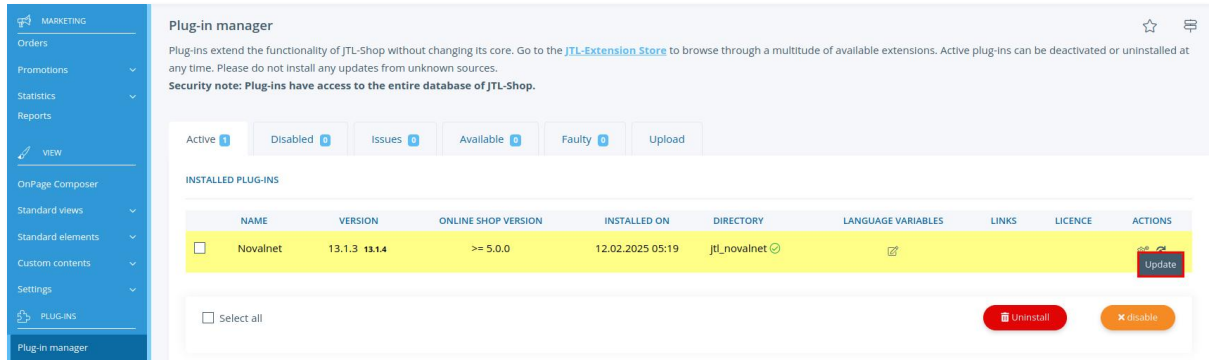 MARKETING
Orders
Promotions
Statistics
Reports
VIEW
OnPage Composer
Standard views
Standard elements
Custom contents
Settings
PLUG-INS
Plug-in manager
Plug-in manager
Plug-ins extend the functionality of JTL-Shop without changing its core. Go to the JTL-Extension Store to browse through a multitude of available extensions. Active plug-ins can be deactivated or uninstalled at
any time. Please do not install any updates from unknown sources.
Security note: Plug-ins have access to the entire database of JTL-Shop.
Active 1 Disabled 0 Issues 0 Available 0 Faulty 0 Upload
INSTALLED PLUG-INS
NAME VERSION ONLINE SHOP VERSION INSTALLED ON DIRECTORY LANGUAGE VARIABLES LINKS LICENCE ACTIONS
Novalnet 13.1.3 13.1.4 >= 5.0.0 12.02.2025 05:19 jtl_novalnet
Update
Select all Uninstall disable